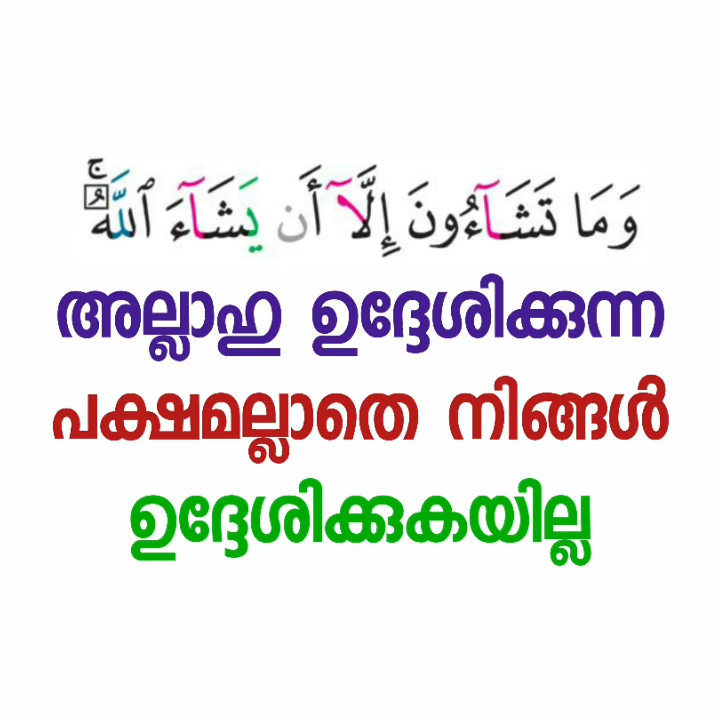 وَمَا تَشَآءُونَ إِلَّآ أَن يَشَآءَ ٱللَّهُۚ
അല്ലാഹു ഉദ്ദേശിക്കുന്ന
പക്ഷമല്ലാതെ നിങ്ങൾ
ഉദ്ദേശിക്കുകയില്ല